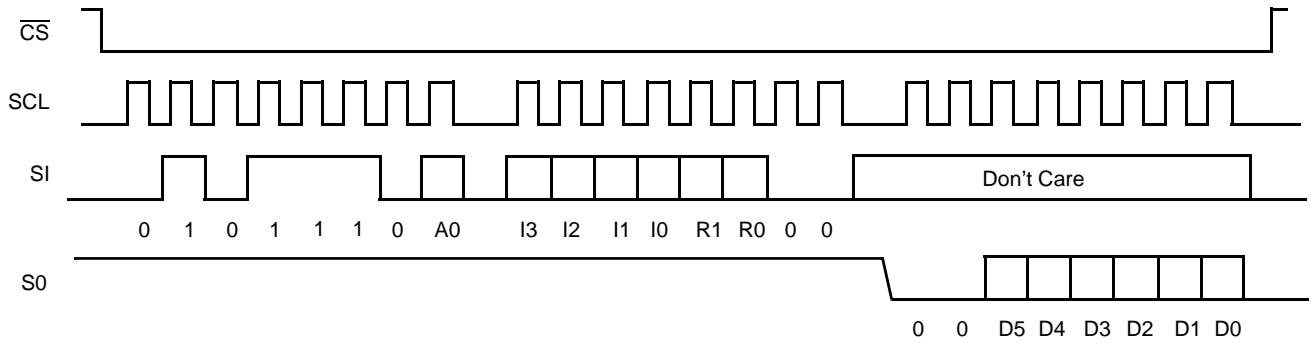 CS
SCL
SI
Don't Care
0 1 0 1 1 1 0 A0 I3 I2 I1 I0 R1 R0 0 0
S0
0 0 D5 D4 D3 D2 D1 D0